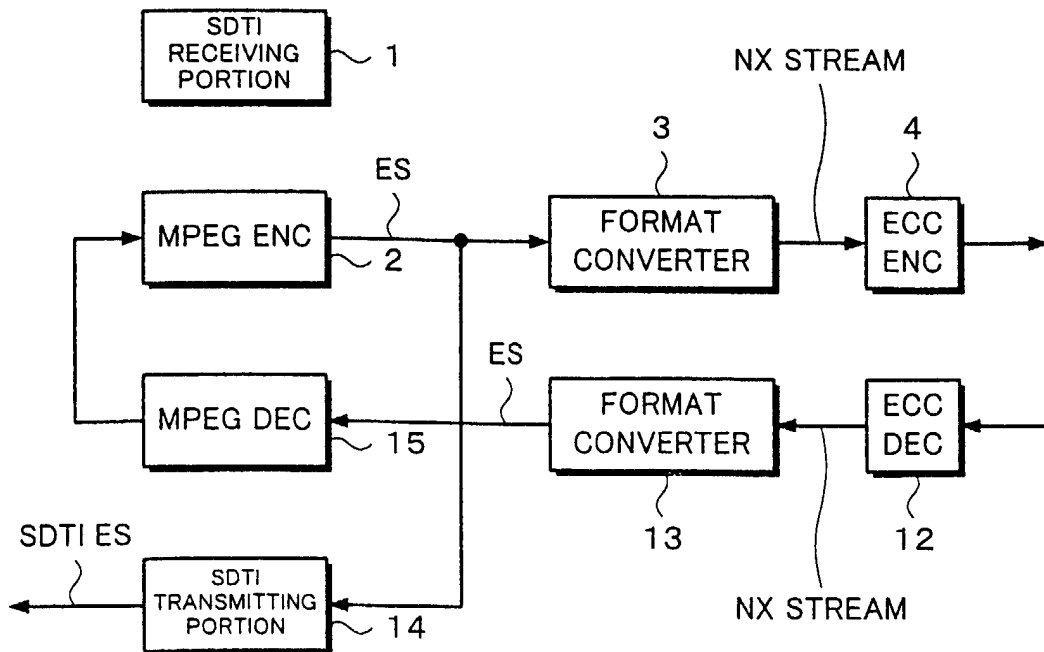 SDTI
RECEIVING
PORTION
1
NX STREAM
3
4
ES
MPEG ENC
2
FORMAT
CONVERTER
ECC
ENC
ES
MPEG DEC
15
FORMAT
CONVERTER
13
ECC
DEC
12
SDTI ES
SDTI
TRANSMITTING
PORTION
14
NX STREAM